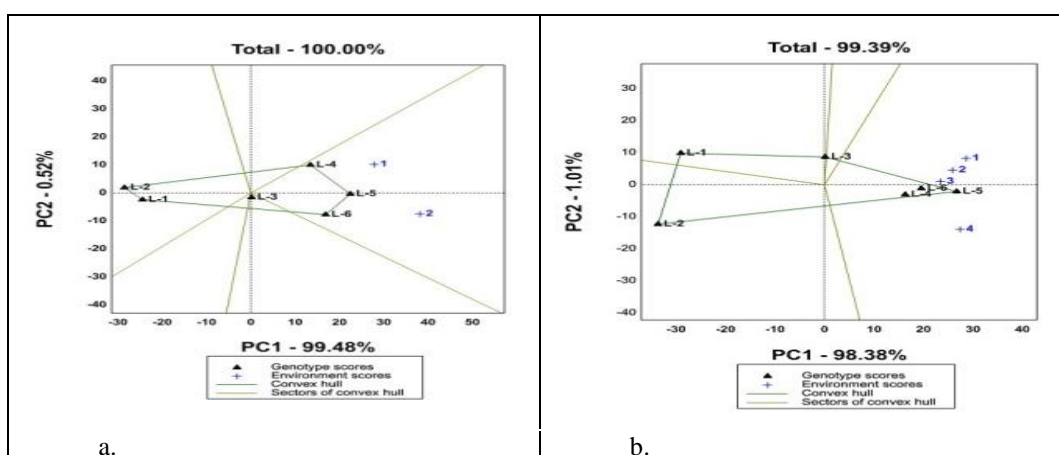 Total - 100.00%
PC2 - 0.52%
40
30
20
10
0
-10
-20
-30
-40
L-4
1
L-2
L-5
L-3
L-1
L-6
2
-30 -20 -10 0 10 20 30 40 50
PC1 - 99.48%
Genotype scores
Environment scores
Convex hull
Sectors of convex hull
a.
Total - 99.39%
PC2 - 1.01%
30
20
10
0
-10
-20
-30
-40
L-1
L-3
1
2
3
L-6
L-5
L-4
L-2
4
-30 -20 -10 0 10 20 30 40
PC1 - 98.38%
Genotype scores
Environment scores
Convex hull
Sectors of convex hull
b.